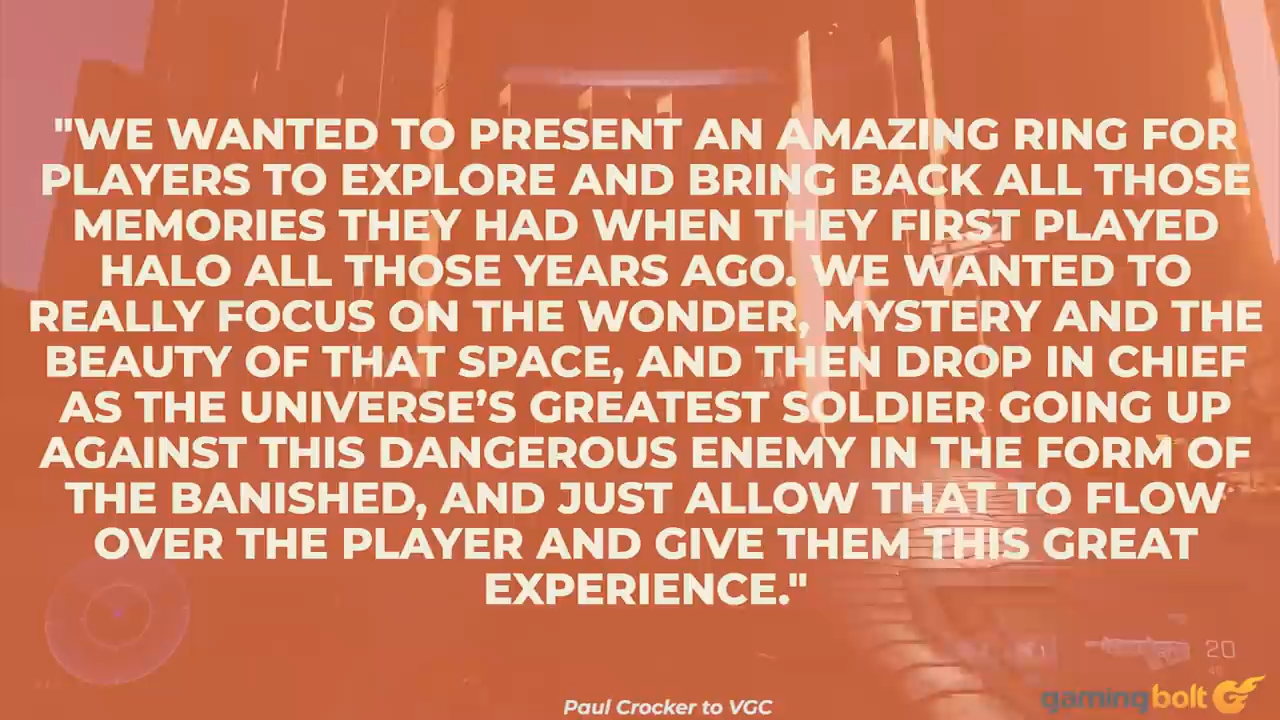 "WE WANTED TO PRESENT AN AMAZING RING FOR
PLAYERS TO EXPLORE AND BRING BACK ALL THOSE
MEMORIES THEY HAD WHEN THEY FIRST PLAYED
HALO ALL THOSE YEARS AGO. WE WANTED TO
REALLY FOCUS ON THE WONDER, MYSTERY AND THE
BEAUTY OF THAT SPACE, AND THEN DROP IN CHIEF
AS THE UNIVERSE’S GREATEST SOLDIER GOING UP
AGAINST THIS DANGEROUS ENEMY IN THE FORM OF
THE BANISHED, AND JUST ALLOW THAT TO FLOW
OVER THE PLAYER AND GIVE THEM THIS GREAT
EXPERIENCE."
20
gamingbolt
Paul Crocker to VGC